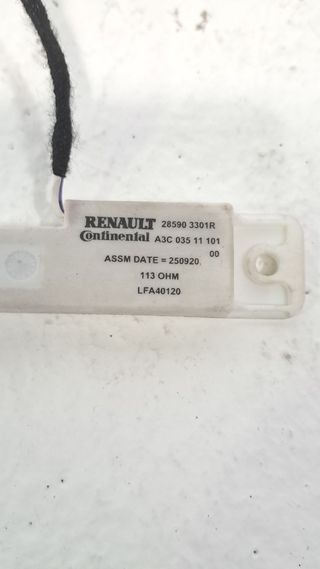 RENAULT 28590 3301R
Continental A3C 035 11 101
00
ASSM DATE = 250920.
113 OHM
LFA40120